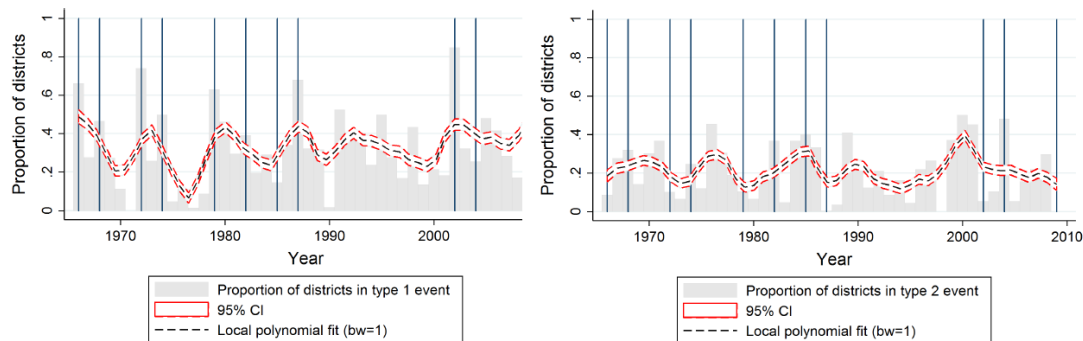 Proportion of districts
1
.8
.6
.4
.2
0
1970 1980 1990 2000
Year
Proportion of districts in type 1 event
95% CI
Local polynomial fit (bw=1)
Proportion of districts
1
.8
.6
.4
.2
0
1970 1980 1990 2000 2010
Year
Proportion of districts in type 2 event
95% CI
Local polynomial fit (bw=1)